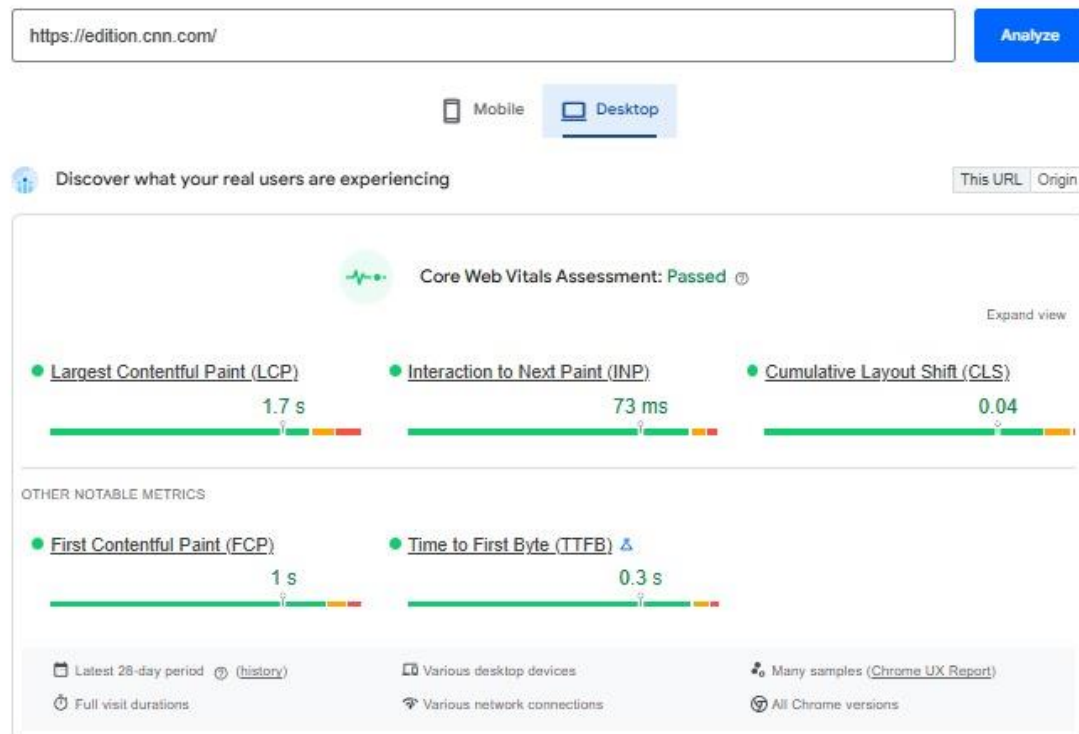 https://edition.cnn.com/
Analyze
Mobile
Desktop
Discover what your real users are experiencing
This URL
Origin
Core Web Vitals Assessment: Passed
Expand view
Largest Contentful Paint (LCP)
1.7 s
Interaction to Next Paint (INP)
73 ms
Cumulative Layout Shift (CLS)
0.04
OTHER NOTABLE METRICS
First Contentful Paint (FCP)
1 s
Time to First Byte (TTFB)
0.3 s
Latest 28-day period (history)
Various desktop devices
Many samples (Chrome UX Report)
Full visit durations
Various network connections
All Chrome versions